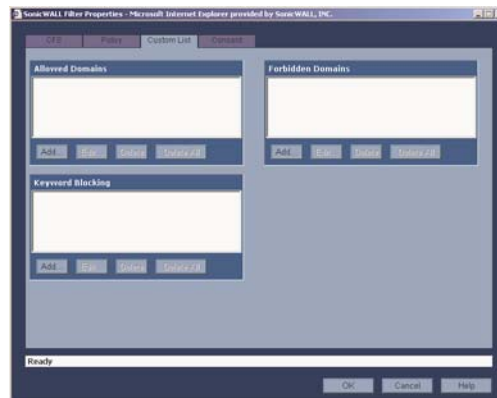 SonicWALL Filter Properties - Microsoft Internet Explorer provided by SonicWALL, INC.
CFS Policy Custom List Consent
Allowed Domains
Add... Edit... Delete Delete All
Forbidden Domains
Add... Edit... Delete Delete All
Keyword Blocking
Add... Edit... Delete Delete All
Ready
OK Cancel Help